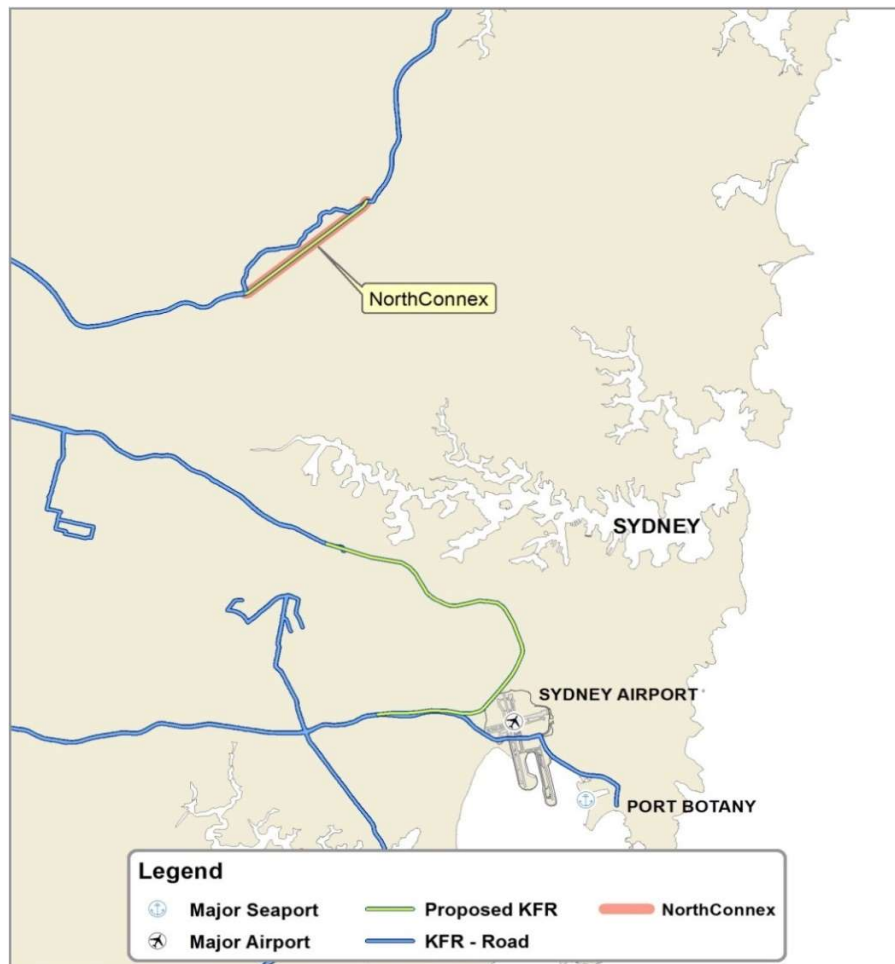 NorthConnex
SYDNEY
SYDNEY AIRPORT
PORT BOTANY
Legend
Major Seaport
Proposed KFR
NorthConnex
Major Airport
KFR - Road